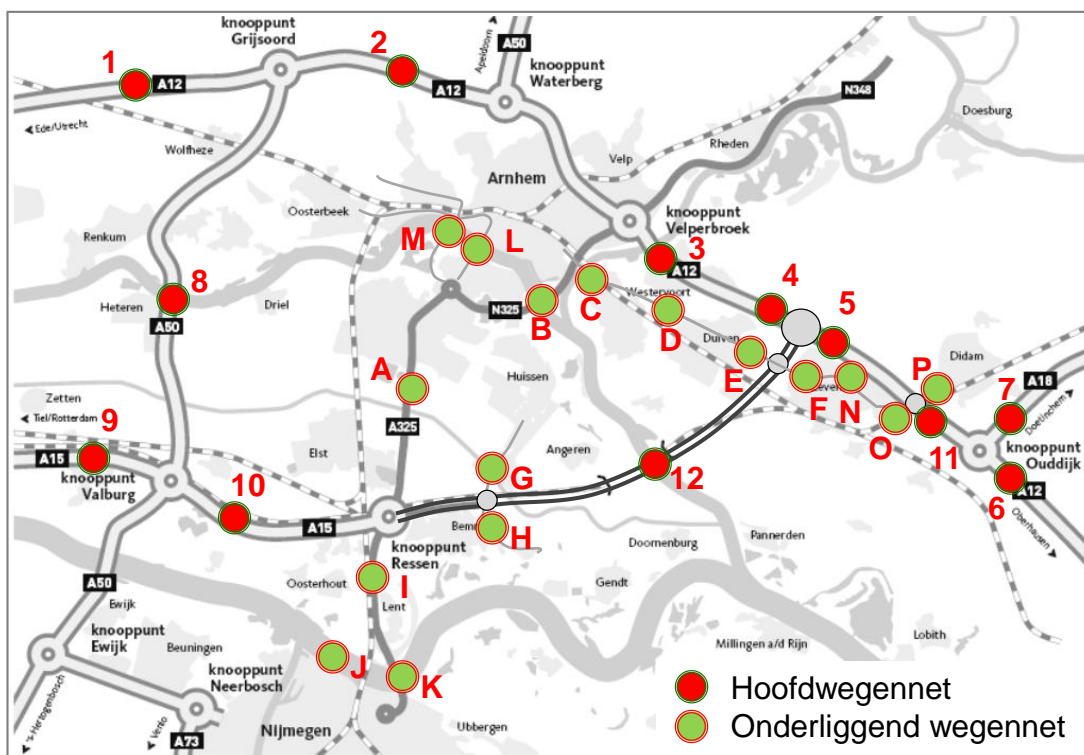 knooppunt
Grijsoord
1
A12
2
A12
Apeldoorn
A50
knooppunt
Waterberg
N348
Doesburg
Ede/Utrecht
Wolfheze
Velp
Rheden
Arnhem
Oosterbeek
knooppunt
Velperbroek
Renkum
M
L
3
A12
8
Heteren
Driel
A50
N325
B
C
Westervoort
4
5
D
Duiven
E
P
Didam
A18
Doetinchem
A
Huissen
F
N
7
Zetten
Tiel/Rotterdam
A325
O
knooppunt
Ouddijk
9
A15
Elst
Angeren
11
knooppunt
Valburg
G
12
6
A12
Oberhausen
10
A15
H
knooppunt
Ressen
Doornenburg
Pannerden
A50
Oosterhout
I
Lent
Gendt
Ewijk
knooppunt
Ewijk
Beuningen
Millingen a/d Rijn
Lobith
knooppunt
Neerbosch
J
K
's-Hertogenbosch
Venlo
A73
Nijmegen
Ubbergen
Hoofdwegennet
Onderliggend wegennet